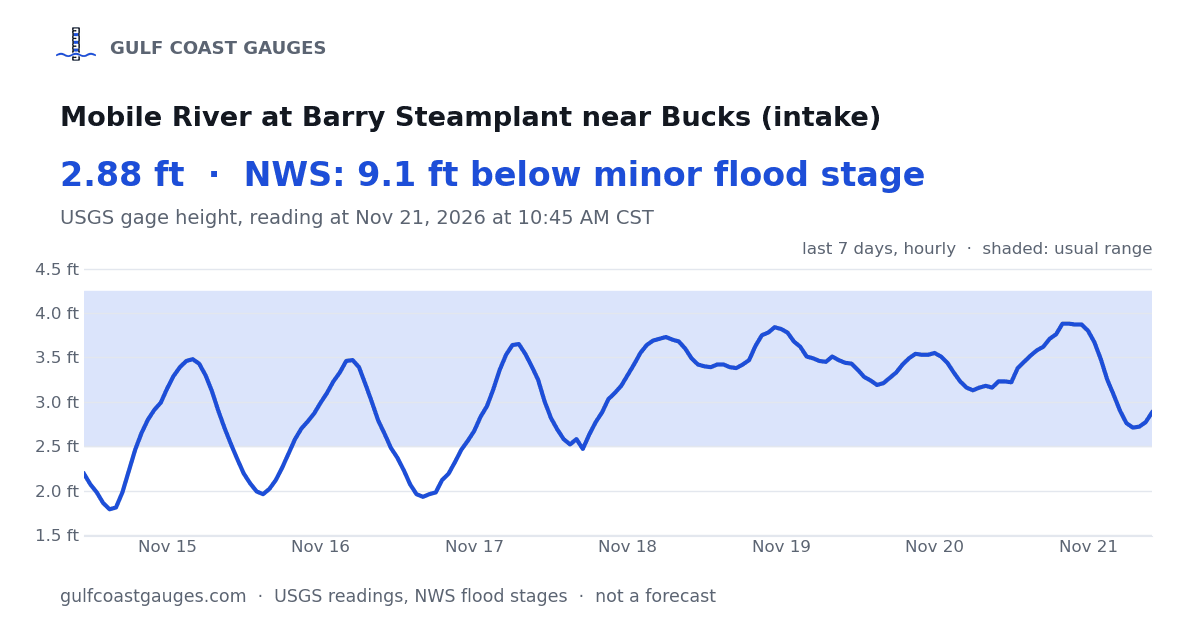 GULF COAST GAUGES
Mobile River at Barry Steamplant near Bucks (intake)
2.88 ft · NWS: 9.1 ft below minor flood stage
USGS gage height, reading at Nov 21, 2026 at 10:45 AM CST
last 7 days, hourly · shaded: usual range
4.5 ft
4.0 ft
3.5 ft
3.0 ft
2.5 ft
2.0 ft
1.5 ft
Nov 15 Nov 16 Nov 17 Nov 18 Nov 19 Nov 20 Nov 21
gulfcoastgauges.com · USGS readings, NWS flood stages · not a forecast